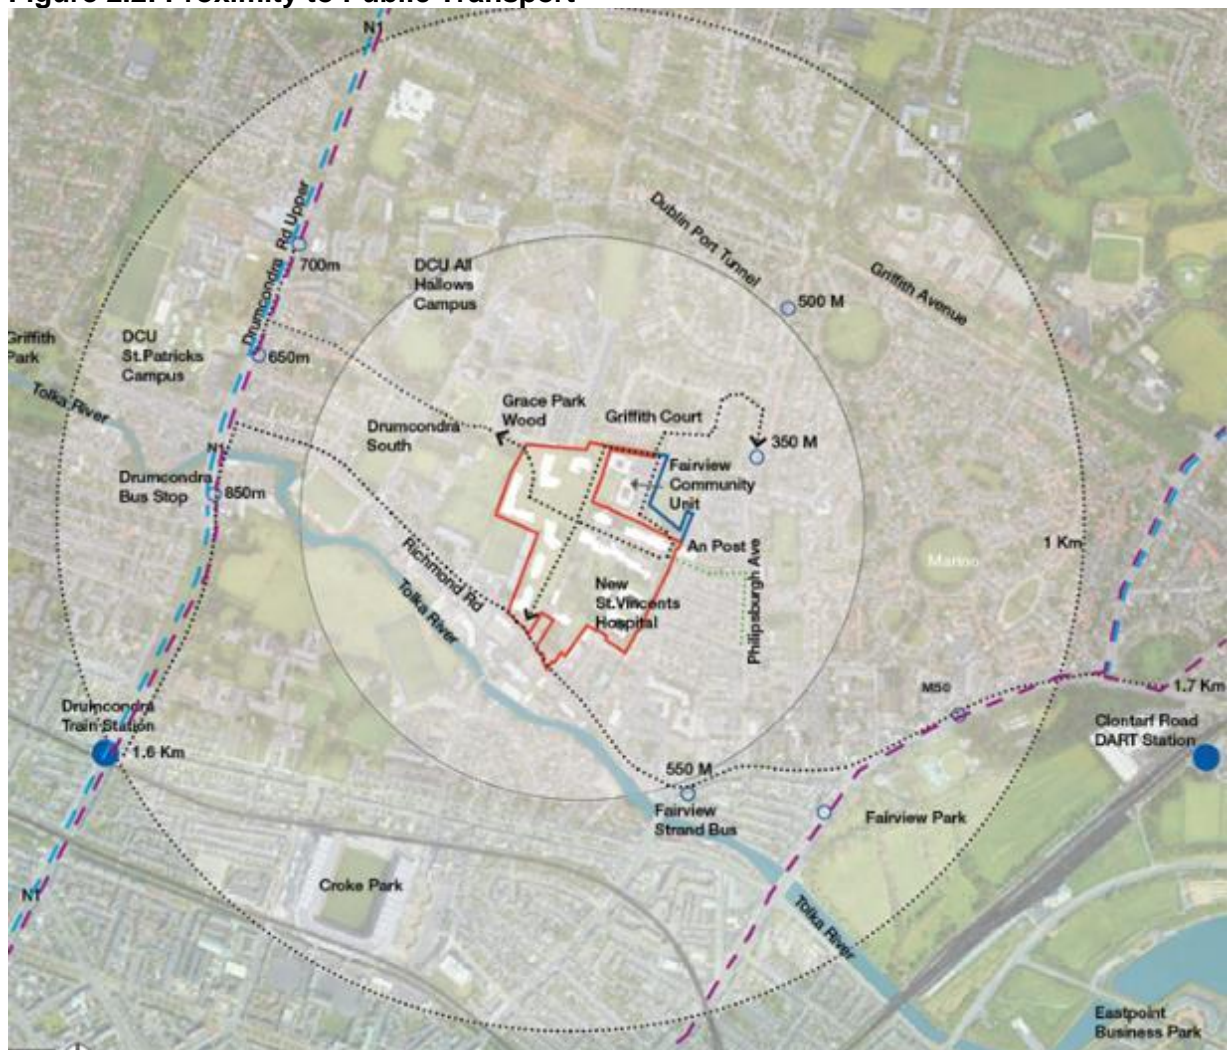 Figure 2.2: Proximity to Public Transport
N1
Drumcondra Rd Upper
700m
DCU All
Hallows
Campus
Dublin Port Tunnel
500 M
Griffith Avenue
Griffith
Park
DCU
St.Patricks
Campus
650m
Tolka River
Grace Park
Wood
Griffith Court
Drumcondra
South
350 M
N1
Fairview
Community
Unit
Drumcondra
Bus Stop
850m
An Post
1 Km
Marino
Richmond Rd
Tolka River
New
St.Vincents
Hospital
Philipsburgh Ave
M50
1.7 Km
Drumcondra
Train Station
1.6 Km
Clontarf Road
DART Station
550 M
Fairview
Strand Bus
Fairview Park
Croke Park
N1
Tolka River
Eastpoint
Business Park